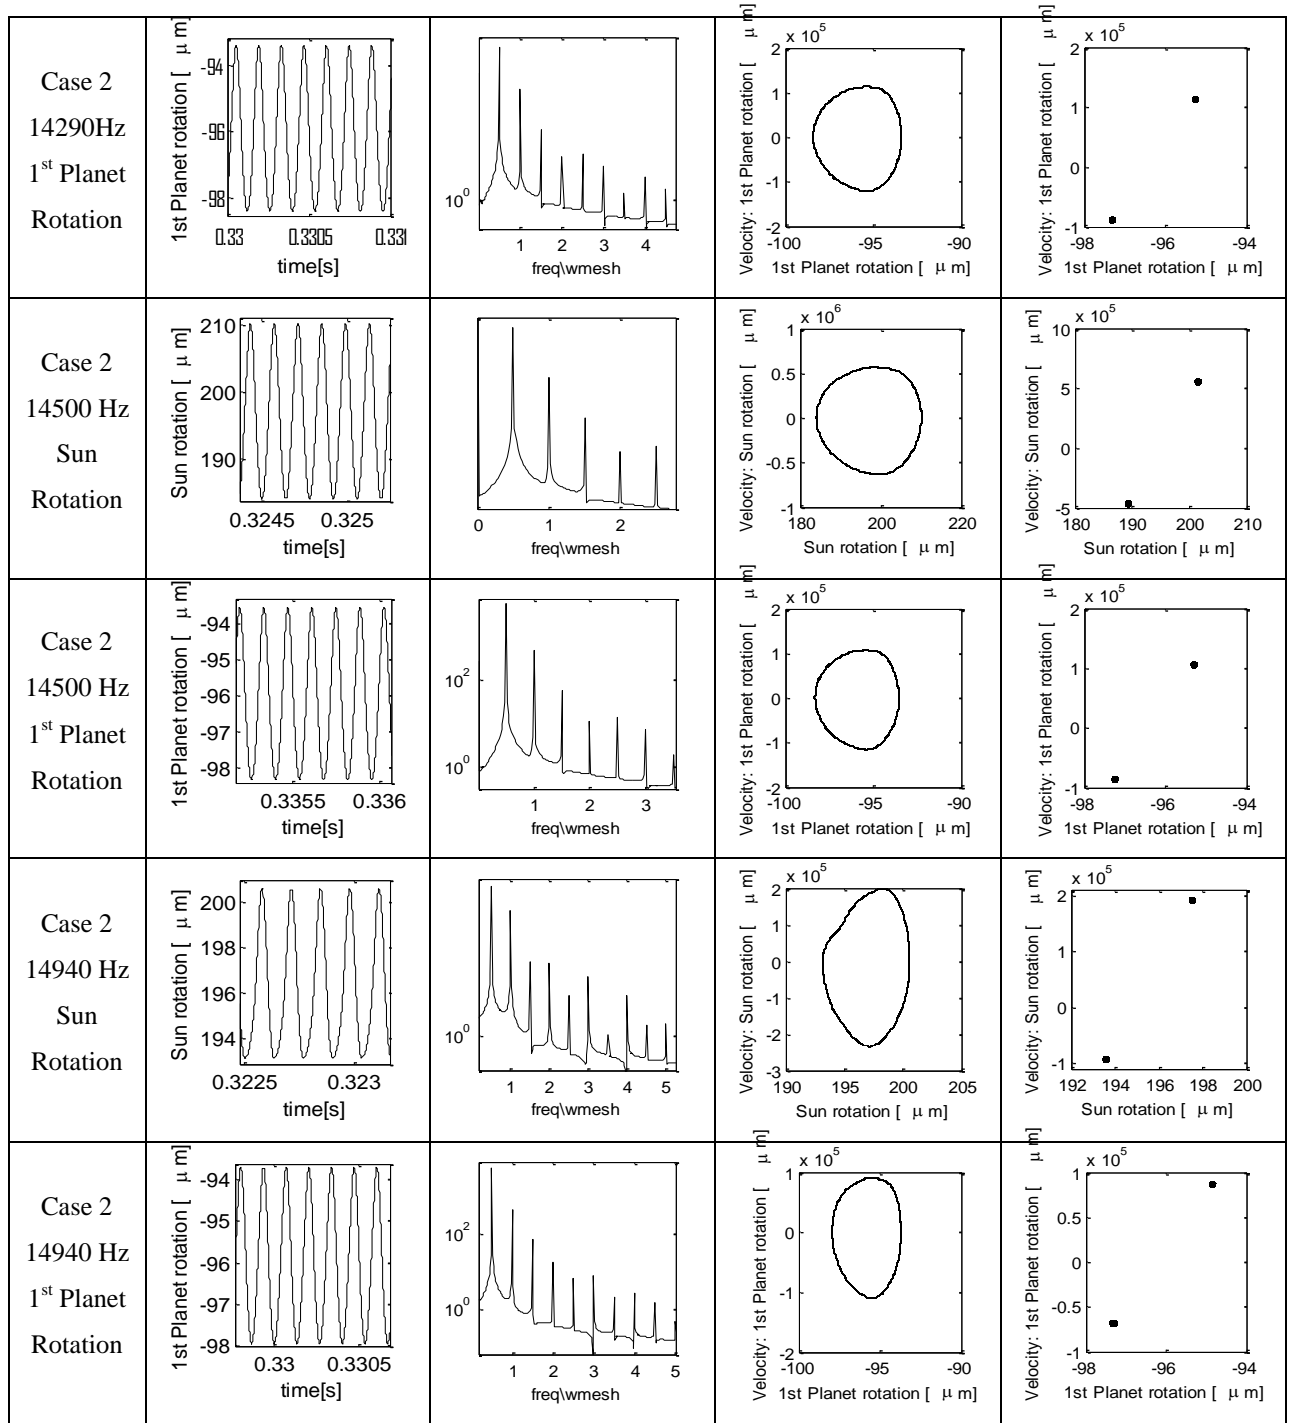 Case 2
14290Hz
1st Planet
Rotation
1st Planet rotation [ μ m]
-94
-96
-98
0.33
0.3305
0.331
time[s]
10^0
1
2
3
4
freq\wmesh
Velocity: 1st Planet rotation [ μ m]
x 10^5
2
1
0
-1
-2
-100
-95
-90
1st Planet rotation [ μ m]
Velocity: 1st Planet rotation [ μ m]
x 10^5
2
1
0
-1
-98
-96
-94
1st Planet rotation [ μ m]
Case 2
14500 Hz
Sun
Rotation
Sun rotation [ μ m]
210
200
190
0.3245
0.325
time[s]
0
1
2
freq\wmesh
Velocity: Sun rotation [ μ m]
x 10^6
1
0.5
0
-0.5
-1
180
200
220
Sun rotation [ μ m]
Velocity: Sun rotation [ μ m]
x 10^5
10
5
0
-5
180
190
200
210
Sun rotation [ μ m]
Case 2
14500 Hz
1st Planet
Rotation
1st Planet rotation [ μ m]
-94
-95
-96
-97
-98
0.3355
0.336
time[s]
10^2
10^0
1
2
3
freq\wmesh
Velocity: 1st Planet rotation [ μ m]
x 10^5
2
1
0
-1
-2
-100
-95
-90
1st Planet rotation [ μ m]
Velocity: 1st Planet rotation [ μ m]
x 10^5
2
1
0
-1
-98
-96
-94
1st Planet rotation [ μ m]
Case 2
14940 Hz
Sun
Rotation
Sun rotation [ μ m]
200
198
196
194
0.3225
0.323
time[s]
10^0
1
2
3
4
5
freq\wmesh
Velocity: Sun rotation [ μ m]
x 10^5
2
1
0
-1
-2
-3
190
195
200
205
Sun rotation [ μ m]
Velocity: Sun rotation [ μ m]
x 10^5
2
1
0
-1
192
194
196
198
200
Sun rotation [ μ m]
Case 2
14940 Hz
1st Planet
Rotation
1st Planet rotation [ μ m]
-94
-95
-96
-97
-98
0.33
0.3305
time[s]
10^2
10^0
1
2
3
4
5
freq\wmesh
Velocity: 1st Planet rotation [ μ m]
x 10^5
1
0
-1
-2
-100
-95
-90
1st Planet rotation [ μ m]
Velocity: 1st Planet rotation [ μ m]
x 10^5
1
0.5
0
-0.5
-1
-98
-96
-94
1st Planet rotation [ μ m]